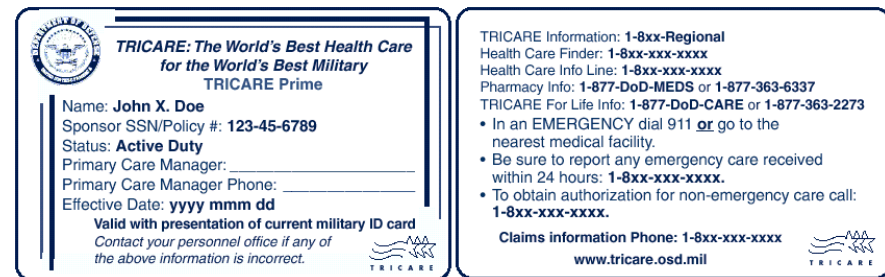 TRICARE: The World's Best Health Care
for the World's Best Military
TRICARE Prime
Name: John X. Doe
Sponsor SSN/Policy #: 123-45-6789
Status: Active Duty
Primary Care Manager: ______________________
Primary Care Manager Phone: ________________
Effective Date: yyyy mmm dd
Valid with presentation of current military ID card
Contact your personnel office if any of
the above information is incorrect.
TRICARE
TRICARE Information: 1-8xx-Regional
Health Care Finder: 1-8xx-xxx-xxxx
Health Care Info Line: 1-8xx-xxx-xxxx
Pharmacy Info: 1-877-DoD-MEDS or 1-877-363-6337
TRICARE For Life Info: 1-877-DoD-CARE or 1-877-363-2273
• In an EMERGENCY dial 911 or go to the
nearest medical facility.
• Be sure to report any emergency care received
within 24 hours: 1-8xx-xxx-xxxx.
• To obtain authorization for non-emergency care call:
1-8xx-xxx-xxxx.
Claims information Phone: 1-8xx-xxx-xxxx
www.tricare.osd.mil
TRICARE